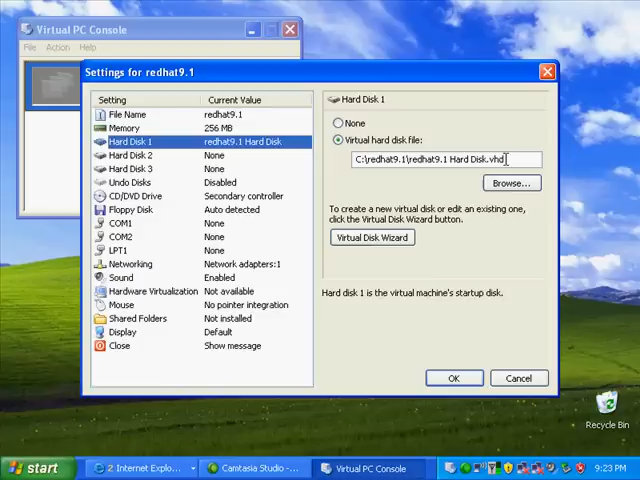 Virtual PC Console
File Action Help
Settings for redhat9.1
Setting Current Value
File Name redhat9.1
Memory 256 MB
Hard Disk 1 redhat9.1 Hard Disk
Hard Disk 2 None
Hard Disk 3 None
Undo Disks Disabled
CD/DVD Drive Secondary controller
Floppy Disk Auto detected
COM1 None
COM2 None
LPT1 None
Networking Network adapters:1
Sound Enabled
Hardware Virtualization Not available
Mouse No pointer integration
Shared Folders Not installed
Display Default
Close Show message
Hard Disk 1
None
Virtual hard disk file:
C:\redhat9.1\redhat9.1 Hard Disk.vhd
Browse...
To create a new virtual disk or edit an existing one,
click the Virtual Disk Wizard button.
Virtual Disk Wizard
Hard disk 1 is the virtual machine's startup disk.
OK Cancel
Recycle Bin
start 2 Internet Explo... Camtasia Studio -... Virtual PC Console 9:23 PM